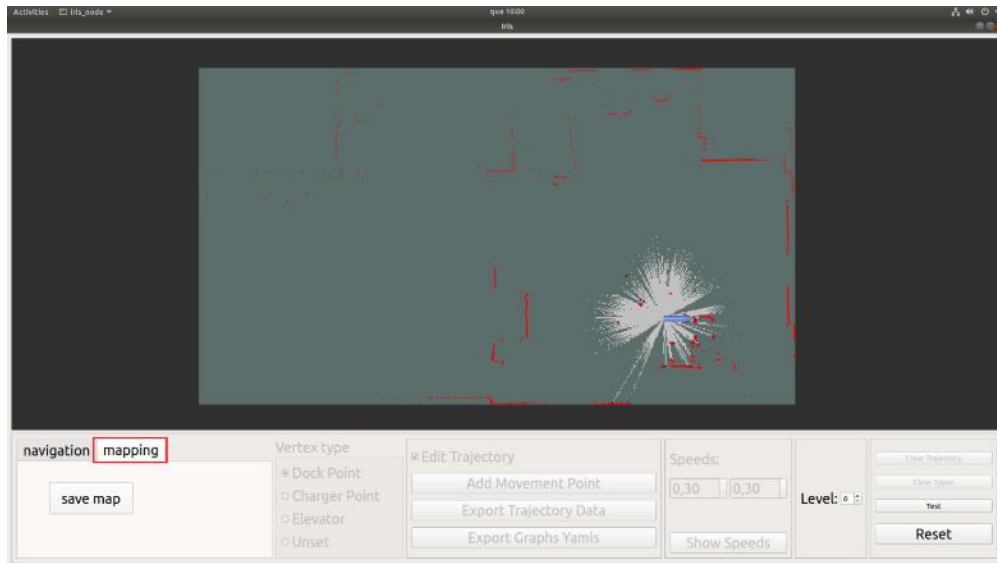 Activities iris_node
qua 10:00
Iris
navigation mapping
save map
Vertex type
Dock Point
Charger Point
Elevator
Unset
Edit Trajectory
Add Movement Point
Export Trajectory Data
Export Graphs Yamls
Speeds:
0,30 0,30
Show Speeds
Level: 0
Clear Trajectory
Clear Types
Test
Reset